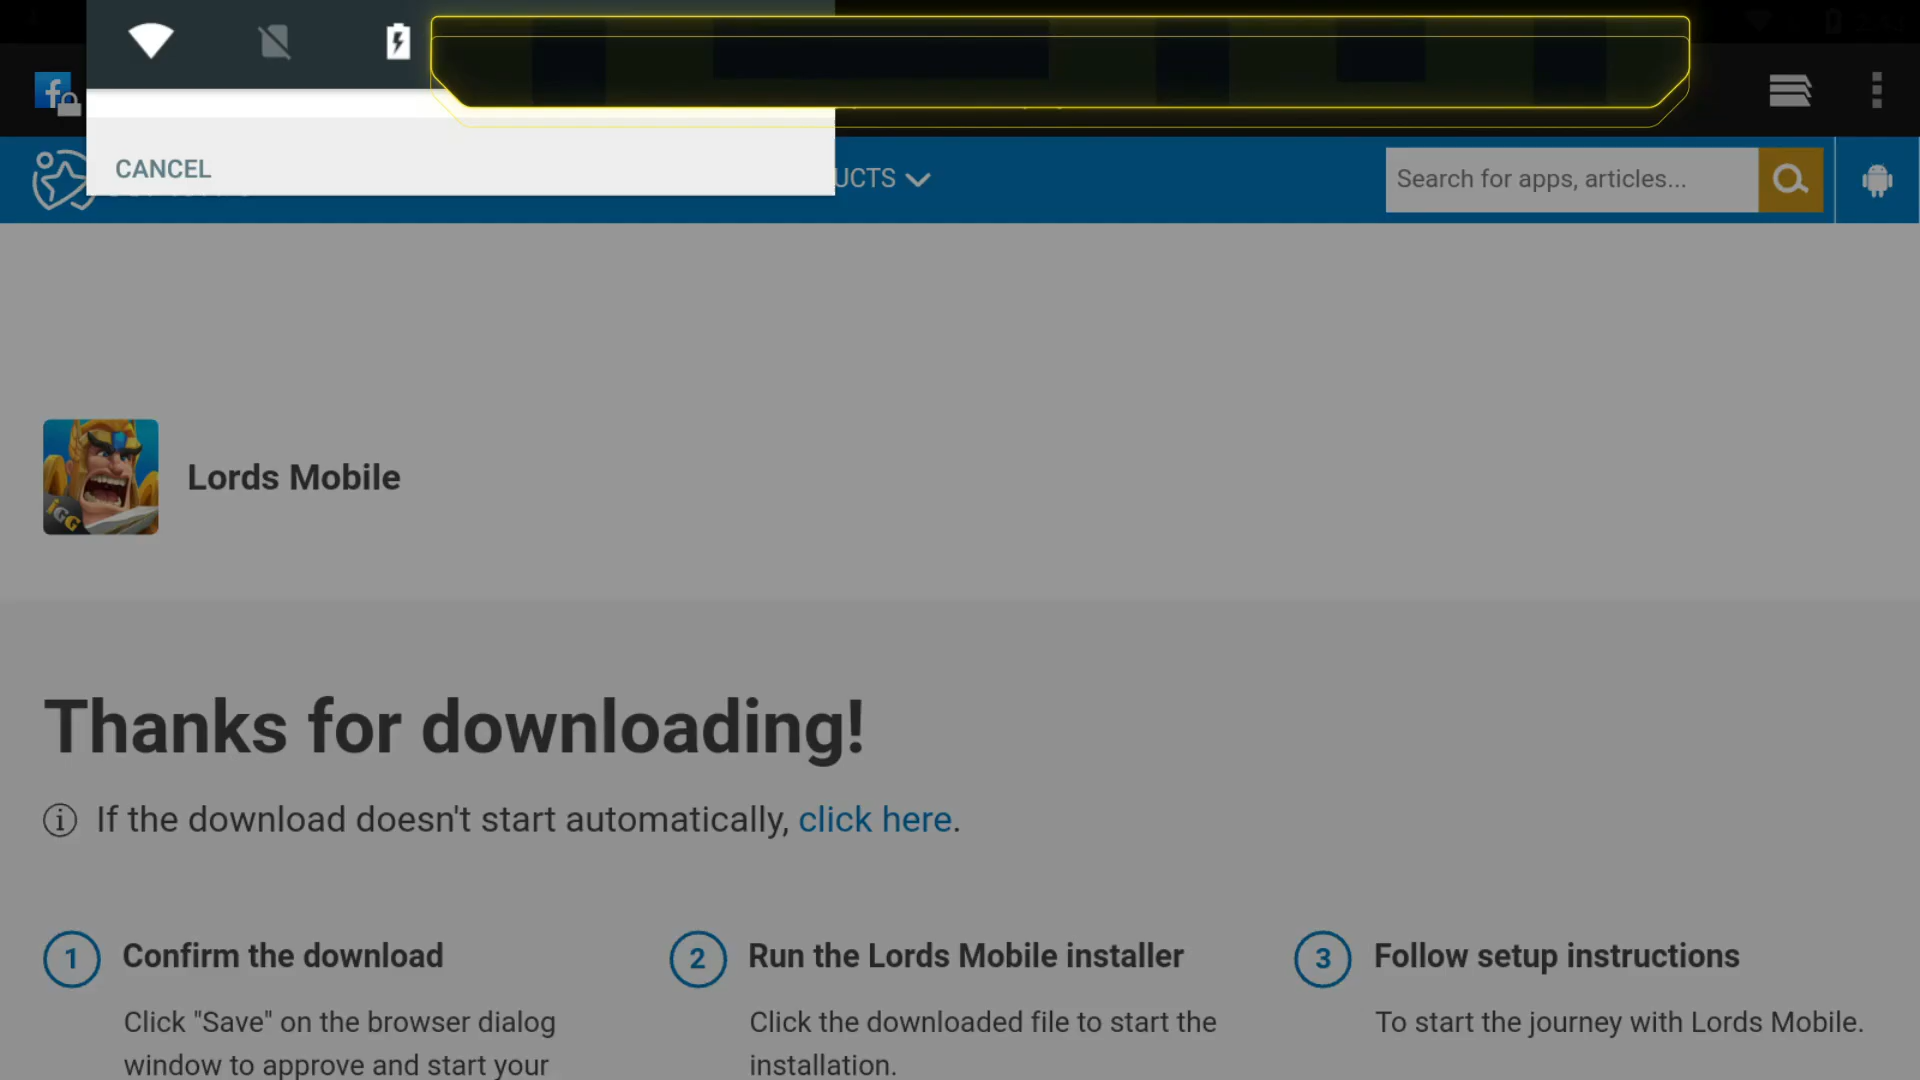 CANCEL
UCTS
Search for apps, articles...
IGG
Lords Mobile
Thanks for downloading!
If the download doesn't start automatically, click here.
1 Confirm the download
Click "Save" on the browser dialog
window to approve and start your
2 Run the Lords Mobile installer
Click the downloaded file to start the
installation.
3 Follow setup instructions
To start the journey with Lords Mobile.